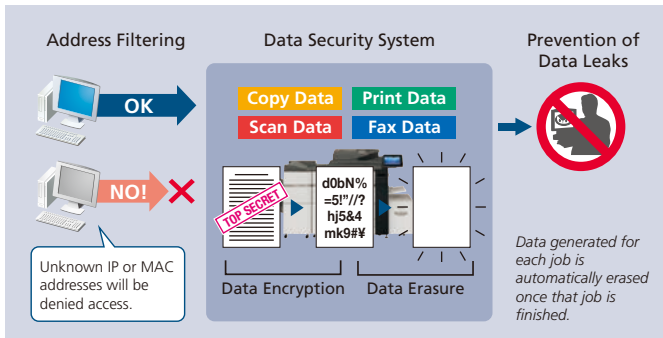 Address Filtering
Data Security System
Prevention of
Data Leaks
OK
NO!
Unknown IP or MAC
addresses will be
denied access.
Copy Data
Print Data
Scan Data
Fax Data
TOP SECRET
d0bN%
=5!"//?
hj5&4
mk9#¥
Data Encryption
Data Erasure
Data generated for
each job is
automatically erased
once that job is
finished.